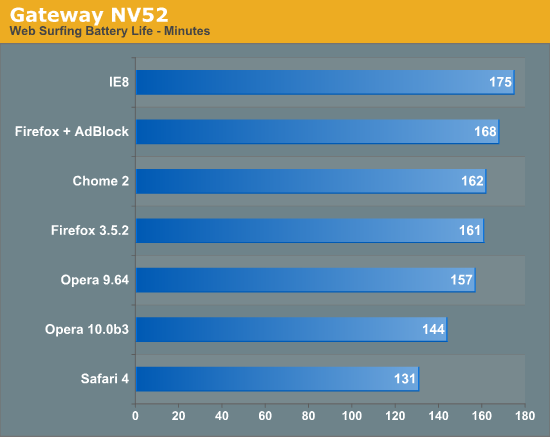 Gateway NV52
Web Surfing Battery Life - Minutes
IE8 175
Firefox + AdBlock 168
Chome 2 162
Firefox 3.5.2 161
Opera 9.64 157
Opera 10.0b3 144
Safari 4 131
0 20 40 60 80 100 120 140 160 180